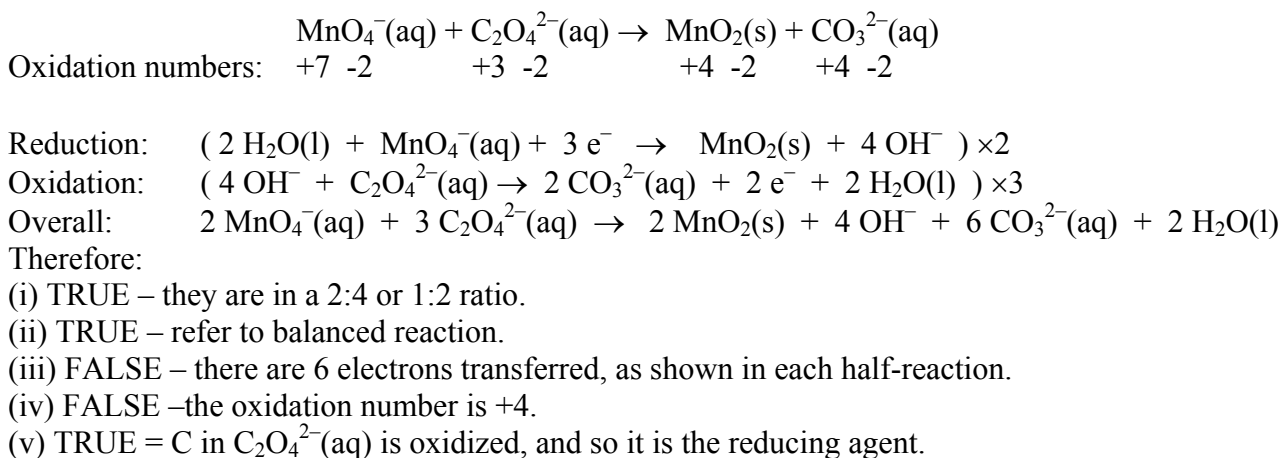 MnO₄⁻(aq) + C₂O₄²⁻(aq) → MnO₂(s) + CO₃²⁻(aq)
Oxidation numbers: +7 -2 +3 -2 +4 -2 +4 -2
Reduction: ( 2 H₂O(l) + MnO₄⁻(aq) + 3 e⁻ → MnO₂(s) + 4 OH⁻ ) ×2
Oxidation: ( 4 OH⁻ + C₂O₄²⁻(aq) → 2 CO₃²⁻(aq) + 2 e⁻ + 2 H₂O(l) ) ×3
Overall: 2 MnO₄⁻(aq) + 3 C₂O₄²⁻(aq) → 2 MnO₂(s) + 4 OH⁻ + 6 CO₃²⁻(aq) + 2 H₂O(l)
Therefore:
(i) TRUE – they are in a 2:4 or 1:2 ratio.
(ii) TRUE – refer to balanced reaction.
(iii) FALSE – there are 6 electrons transferred, as shown in each half-reaction.
(iv) FALSE –the oxidation number is +4.
(v) TRUE = C in C₂O₄²⁻(aq) is oxidized, and so it is the reducing agent.